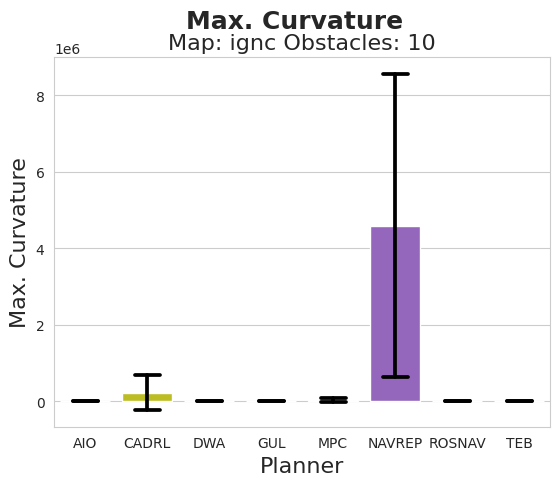 Max. Curvature
Map: ignc Obstacles: 10
1e6
8
6
4
2
0
Max. Curvature
AIO CADRL DWA GUL MPC NAVREP ROSNAV TEB
Planner